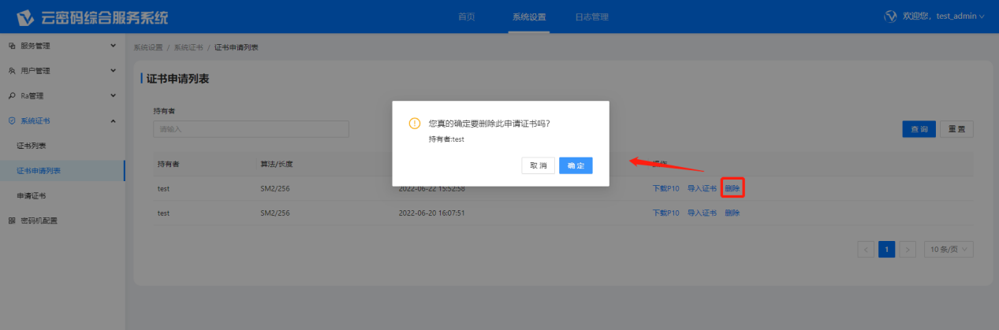 云密码综合服务系统
首页
系统设置
日志管理
欢迎您，test_admin
服务管理
用户管理
Ra管理
系统证书
证书列表
证书申请列表
申请证书
密码机配置
系统设置 / 系统证书 / 证书申请列表
证书申请列表
持有者
请输入
查 询
重 置
您真的确定要删除此申请证书吗?
持有者:test
取 消
确 定
持有者 算法/长度 操作
test SM2/256 2022-06-22 15:52:58 下载P10 导入证书 删除
test SM2/256 2022-06-20 16:07:51 下载P10 导入证书 删除
< 1 > 10 条/页